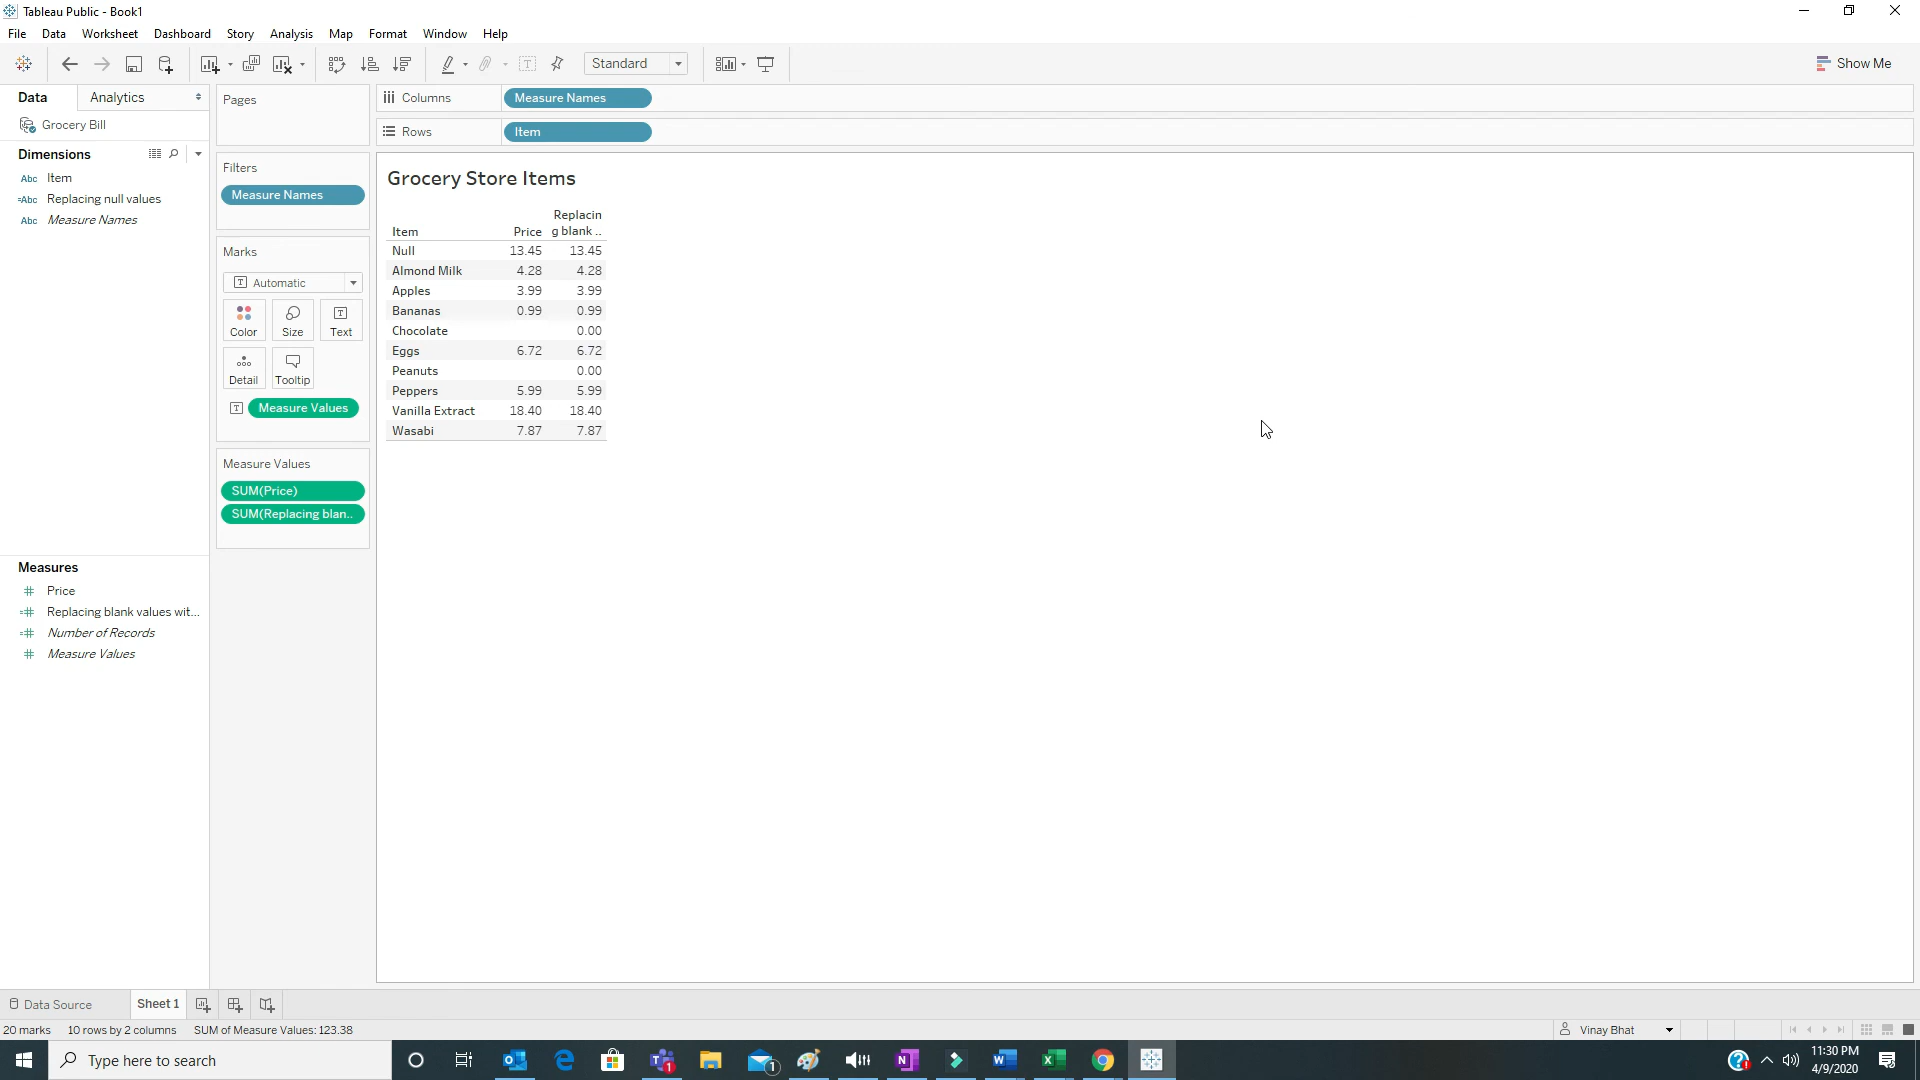 Tableau Public - Book1
File Data Worksheet Dashboard Story Analysis Map Format Window Help
Standard
Show Me
Data Analytics
Grocery Bill
Dimensions
Abc Item
=Abc Replacing null values
Abc Measure Names
Measures
Price
Replacing blank values wit...
Number of Records
Measure Values
Pages
Filters
Measure Names
Marks
Automatic
Color Size Text
Detail Tooltip
Measure Values
Measure Values
SUM(Price)
SUM(Replacing blan..
Columns Measure Names
Rows Item
Grocery Store Items
Replacin
Item Price g blank ..
Null 13.45 13.45
Almond Milk 4.28 4.28
Apples 3.99 3.99
Bananas 0.99 0.99
Chocolate 0.00
Eggs 6.72 6.72
Peanuts 0.00
Peppers 5.99 5.99
Vanilla Extract 18.40 18.40
Wasabi 7.87 7.87
Data Source Sheet 1
20 marks 10 rows by 2 columns SUM of Measure Values: 123.38 Vinay Bhat
Type here to search
11:30 PM
4/9/2020